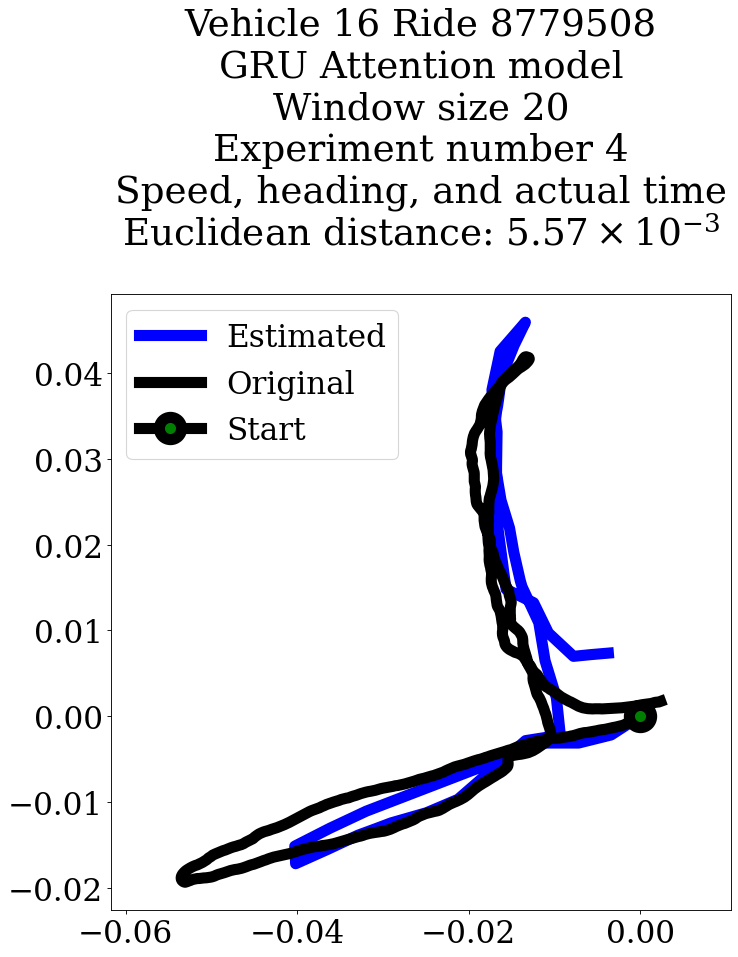 Vehicle 16 Ride 8779508
GRU Attention model
Window size 20
Experiment number 4
Speed, heading, and actual time
Euclidean distance: 5.57 × 10⁻³
Estimated
Original
Start
0.04
0.03
0.02
0.01
0.00
−0.01
−0.02
−0.06 −0.04 −0.02 0.00